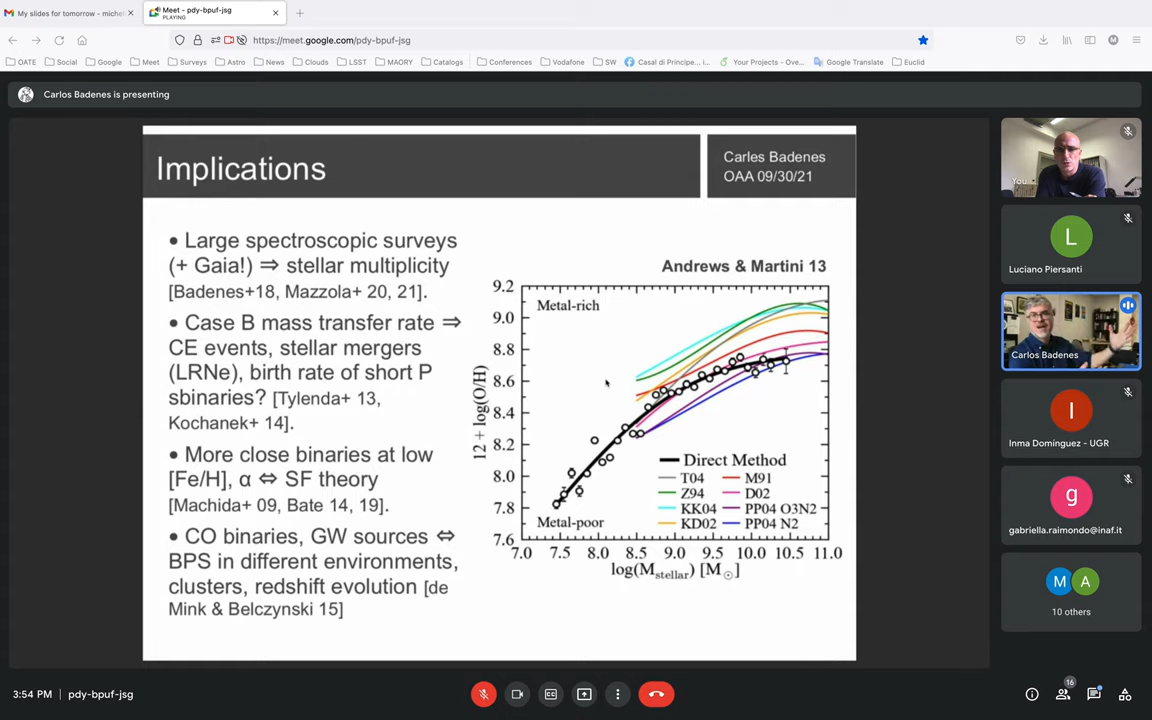 My slides for tomorrow - michel
Meet - pdy-bpuf-jsg
PLAYING
https://meet.google.com/pdy-bpuf-jsg
OATE
Social
Google
Meet
Surveys
Astro
News
Clouds
LSST
MAORY
Catalogs
Conferences
Vodafone
SW
Casal di Principe... i...
Your Projects - Ove...
Google Translate
Groups
Euclid
Carlos Badenes is presenting
Implications
Carles Badenes
OAA 09/30/21
• Large spectroscopic surveys
(+ Gaia!) ⇒ stellar multiplicity
[Badenes+18, Mazzola+ 20, 21].
• Case B mass transfer rate ⇒
CE events, stellar mergers
(LRNe), birth rate of short P
sbinaries? [Tylenda+ 13,
Kochanek+ 14].
• More close binaries at low
[Fe/H], α ⇔ SF theory
[Machida+ 09, Bate 14, 19].
• CO binaries, GW sources ⇔
BPS in different environments,
clusters, redshift evolution [de
Mink & Belczynski 15]
Andrews & Martini 13
9.2
9.0
8.8
8.6
8.4
8.2
8.0
7.8
7.6
12 + log(O/H)
Metal-rich
Direct Method
T04
M91
Z94
D02
KK04
PP04 O3N2
KD02
PP04 N2
Metal-poor
7.0 7.5 8.0 8.5 9.0 9.5 10.0 10.5 11.0
log(Mstellar) [M☉]
You
L
Luciano Piersanti
Carlos Badenes
I
Inma Domínguez - UGR
g
gabriella.raimondo@inaf.it
M A
10 others
3:54 PM | pdy-bpuf-jsg
16